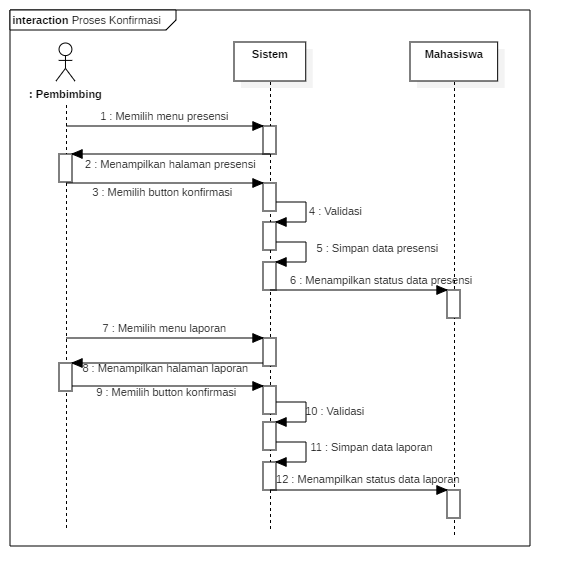 interaction Proses Konfirmasi
Sistem
Mahasiswa
: Pembimbing
1 : Memilih menu presensi
2 : Menampilkan halaman presensi
3 : Memilih button konfirmasi
4 : Validasi
5 : Simpan data presensi
6 : Menampilkan status data presensi
7 : Memilih menu laporan
8 : Menampilkan halaman laporan
9 : Memilih button konfirmasi
10 : Validasi
11 : Simpan data laporan
12 : Menampilkan status data laporan